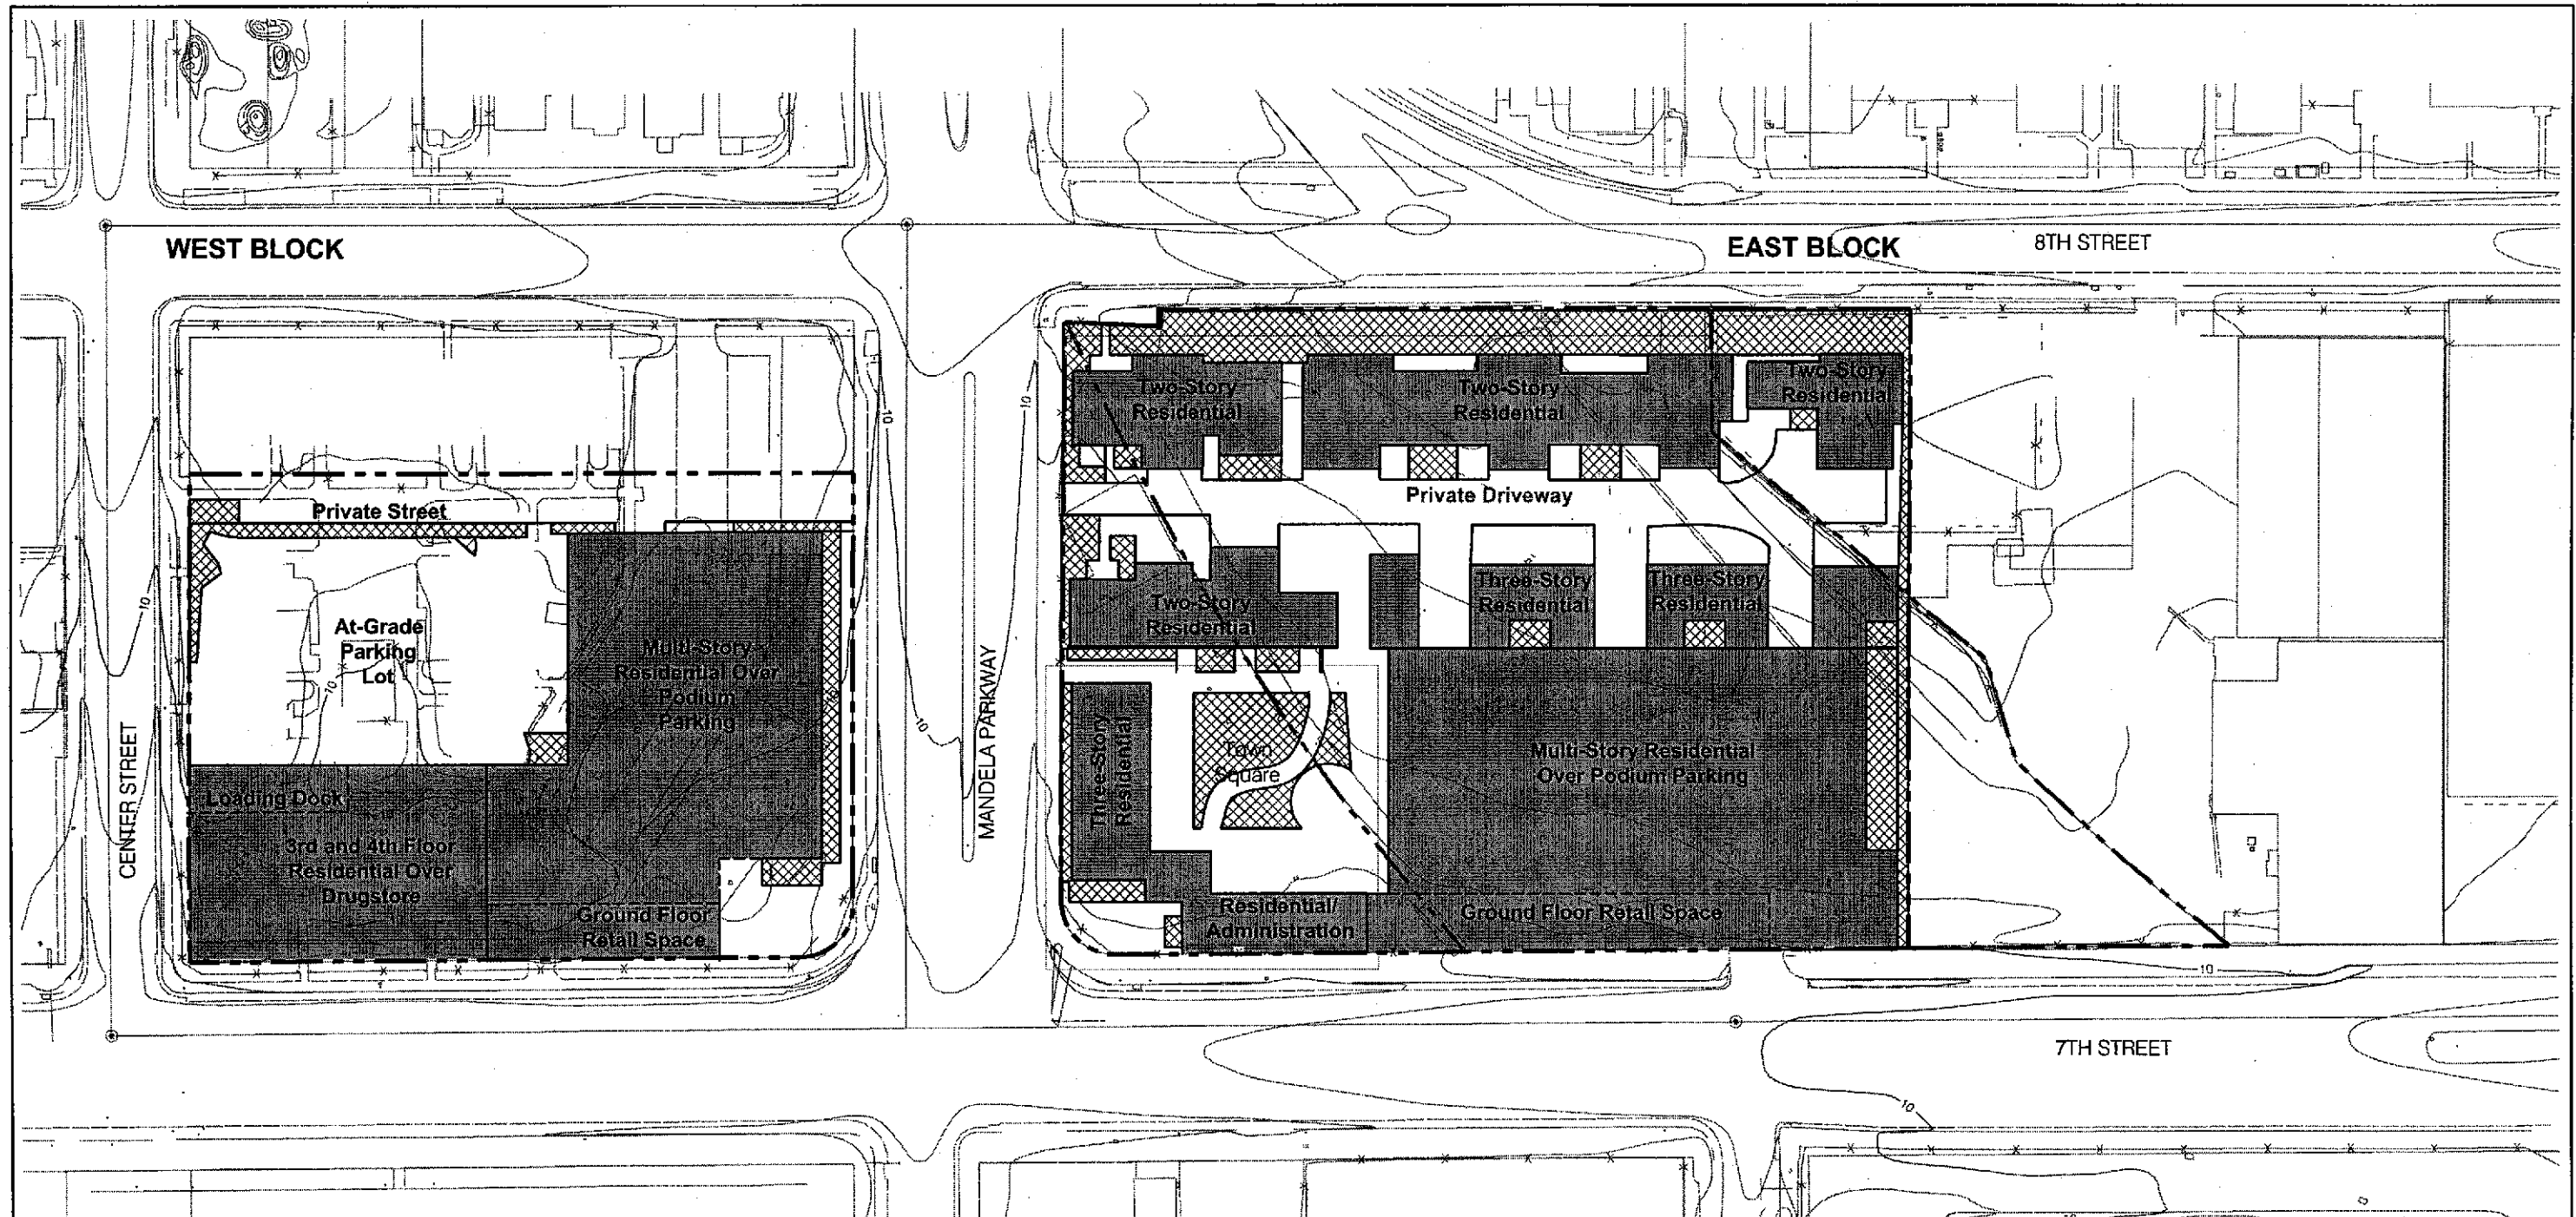 WEST BLOCK
EAST BLOCK
8TH STREET
Two-Story
Residential
Two-Story
Residential
Two-Story
Residential
10
10
Private Street
Private Driveway
At-Grade
Parking
Lot
10
10
10
Multi-Story
Residential Over
Podium
Parking
Two-Story
Residential
Three-Story
Residential
Three-Story
Residential
CENTER STREET
MANDELA PARKWAY
Three-Story
Residential
Town
Square
Multi-Story Residential
Over Podium Parking
Loading Dock
3rd and 4th Floor
Residential Over
Drugstore
Ground Floor
Retail Space
Residential/
Administration
Ground Floor Retail Space
10
7TH STREET
10